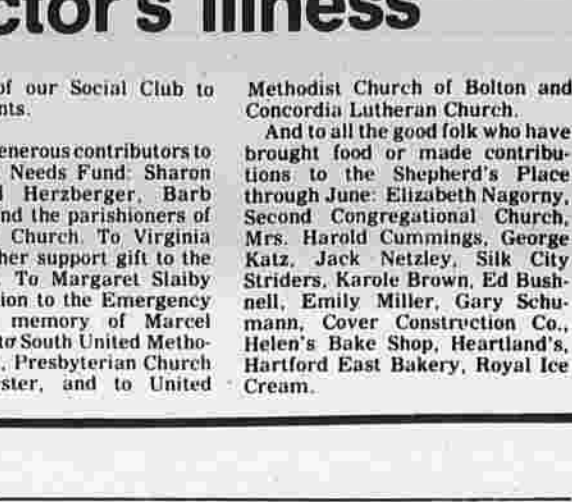 ctor's illness
of our Social Club to
nts.
enerous contributors to
Needs Fund: Sharon
Herzberger, Barb
nd the parishioners of
Church. To Virginia
her support gift to the
To Margaret Slaiby
ion to the Emergency
memory of Marcel
to South United Metho-
, Presbyterian Church
ster, and to United
Methodist Church of Bolton and
Concordia Lutheran Church.
And to all the good folk who have
brought food or made contribu-
tions to the Shepherd's Place
through June: Elizabeth Nagorny,
Second Congregational Church,
Mrs. Harold Cummings, George
Katz, Jack Netzley, Silk City
Striders, Karole Brown, Ed Bush-
nell, Emily Miller, Gary Schu-
mann, Cover Construction Co.,
Helen's Bake Shop, Heartland's,
Hartford East Bakery, Royal Ice
Cream.